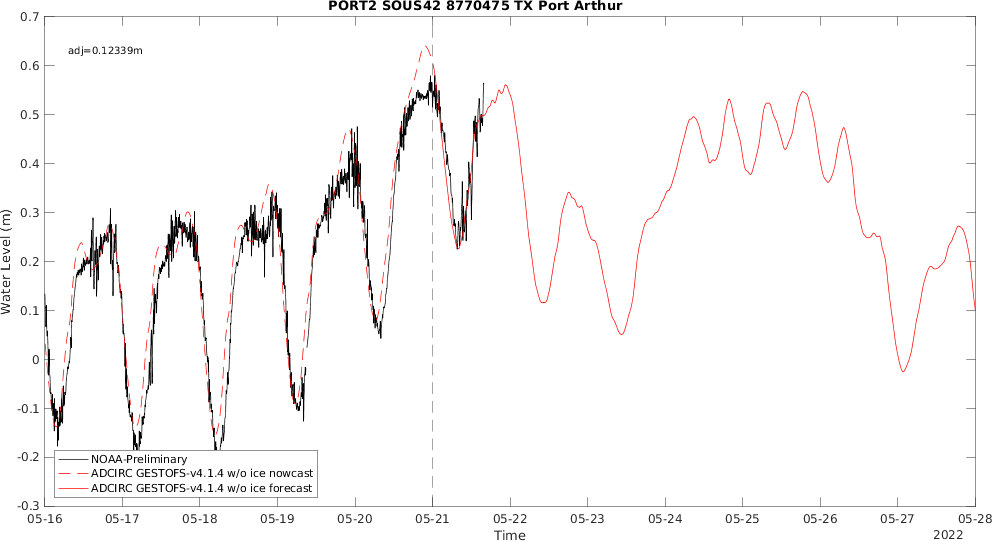 PORT2 SOUS42 8770475 TX Port Arthur
adj=0.12339m
Water Level (m)
0.7
0.6
0.5
0.4
0.3
0.2
0.1
0
-0.1
-0.2
-0.3
NOAA-Preliminary
ADCIRC GESTOFS-v4.1.4 w/o ice nowcast
ADCIRC GESTOFS-v4.1.4 w/o ice forecast
05-16 05-17 05-18 05-19 05-20 05-21 05-22 05-23 05-24 05-25 05-26 05-27 05-28
Time
2022